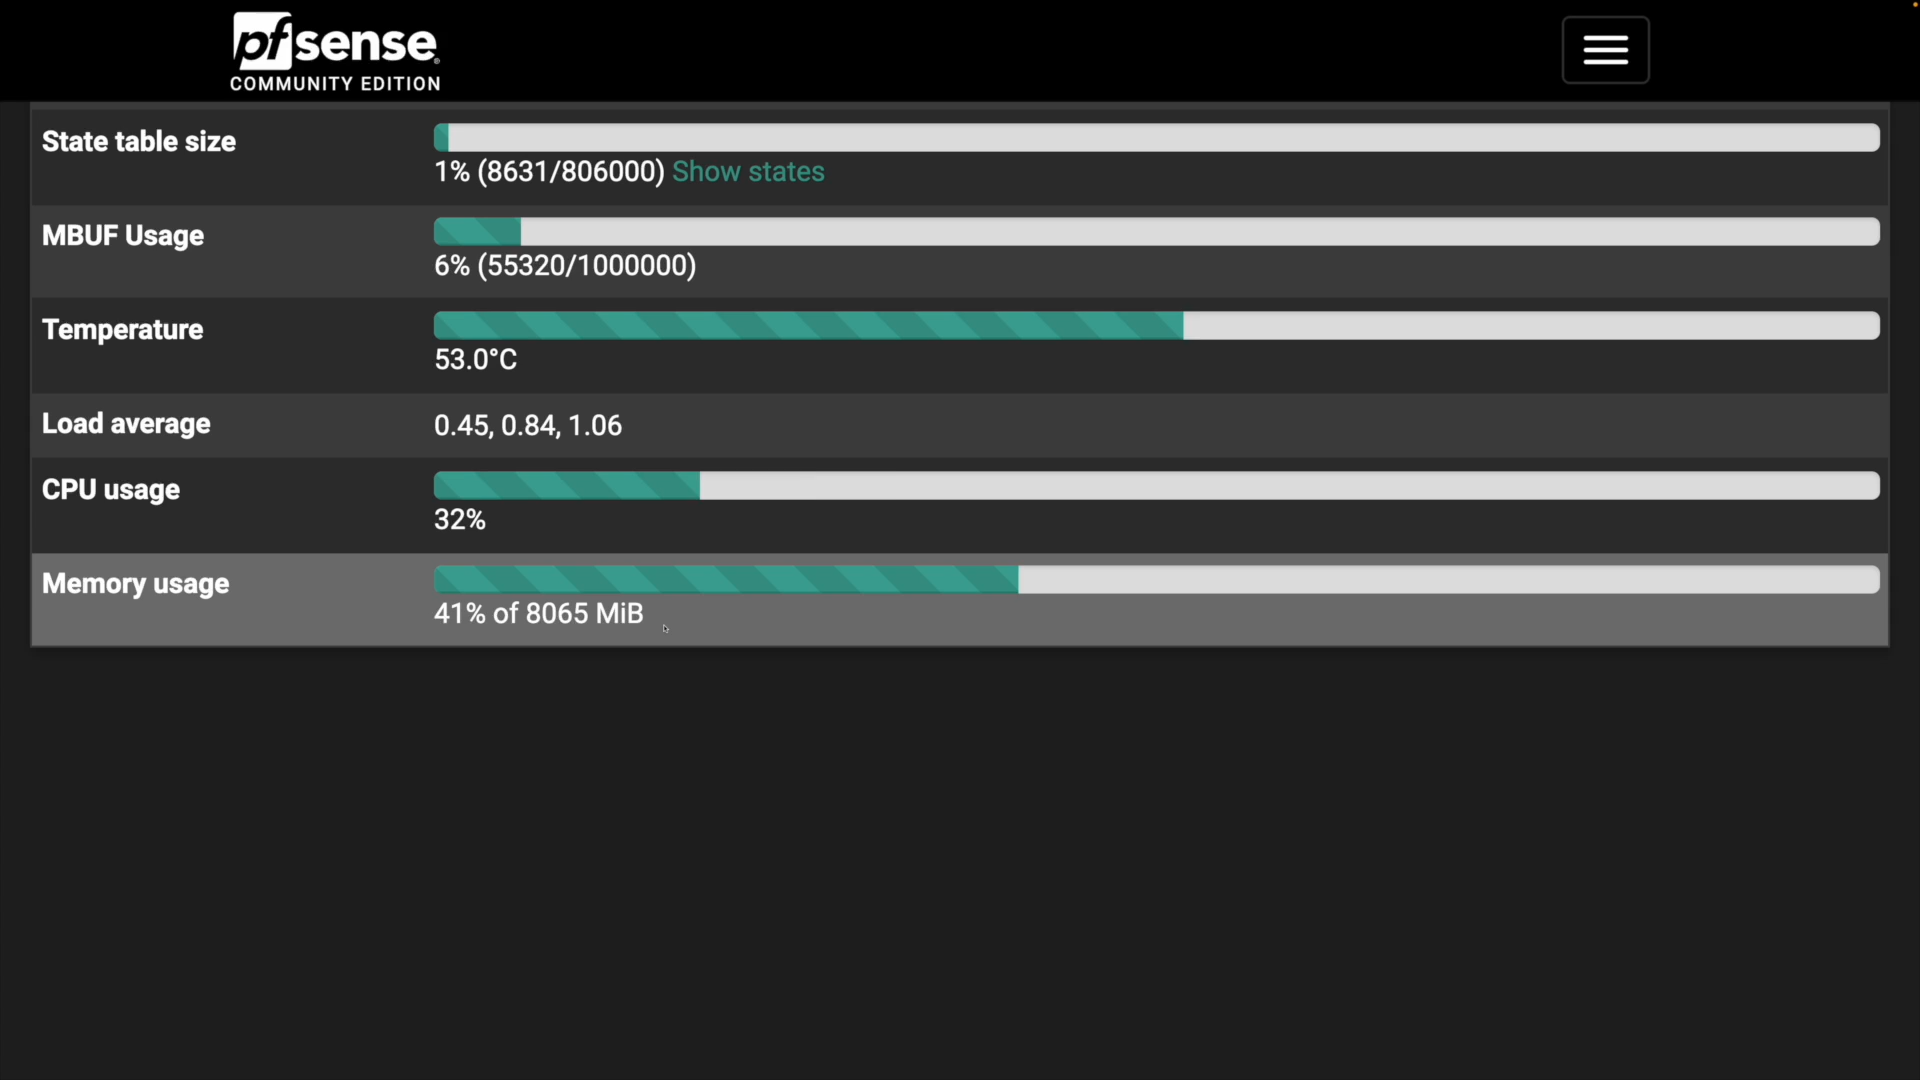 pfsense
COMMUNITY EDITION
State table size
1% (8631/806000) Show states
MBUF Usage
6% (55320/1000000)
Temperature
53.0°C
Load average
0.45, 0.84, 1.06
CPU usage
32%
Memory usage
41% of 8065 MiB